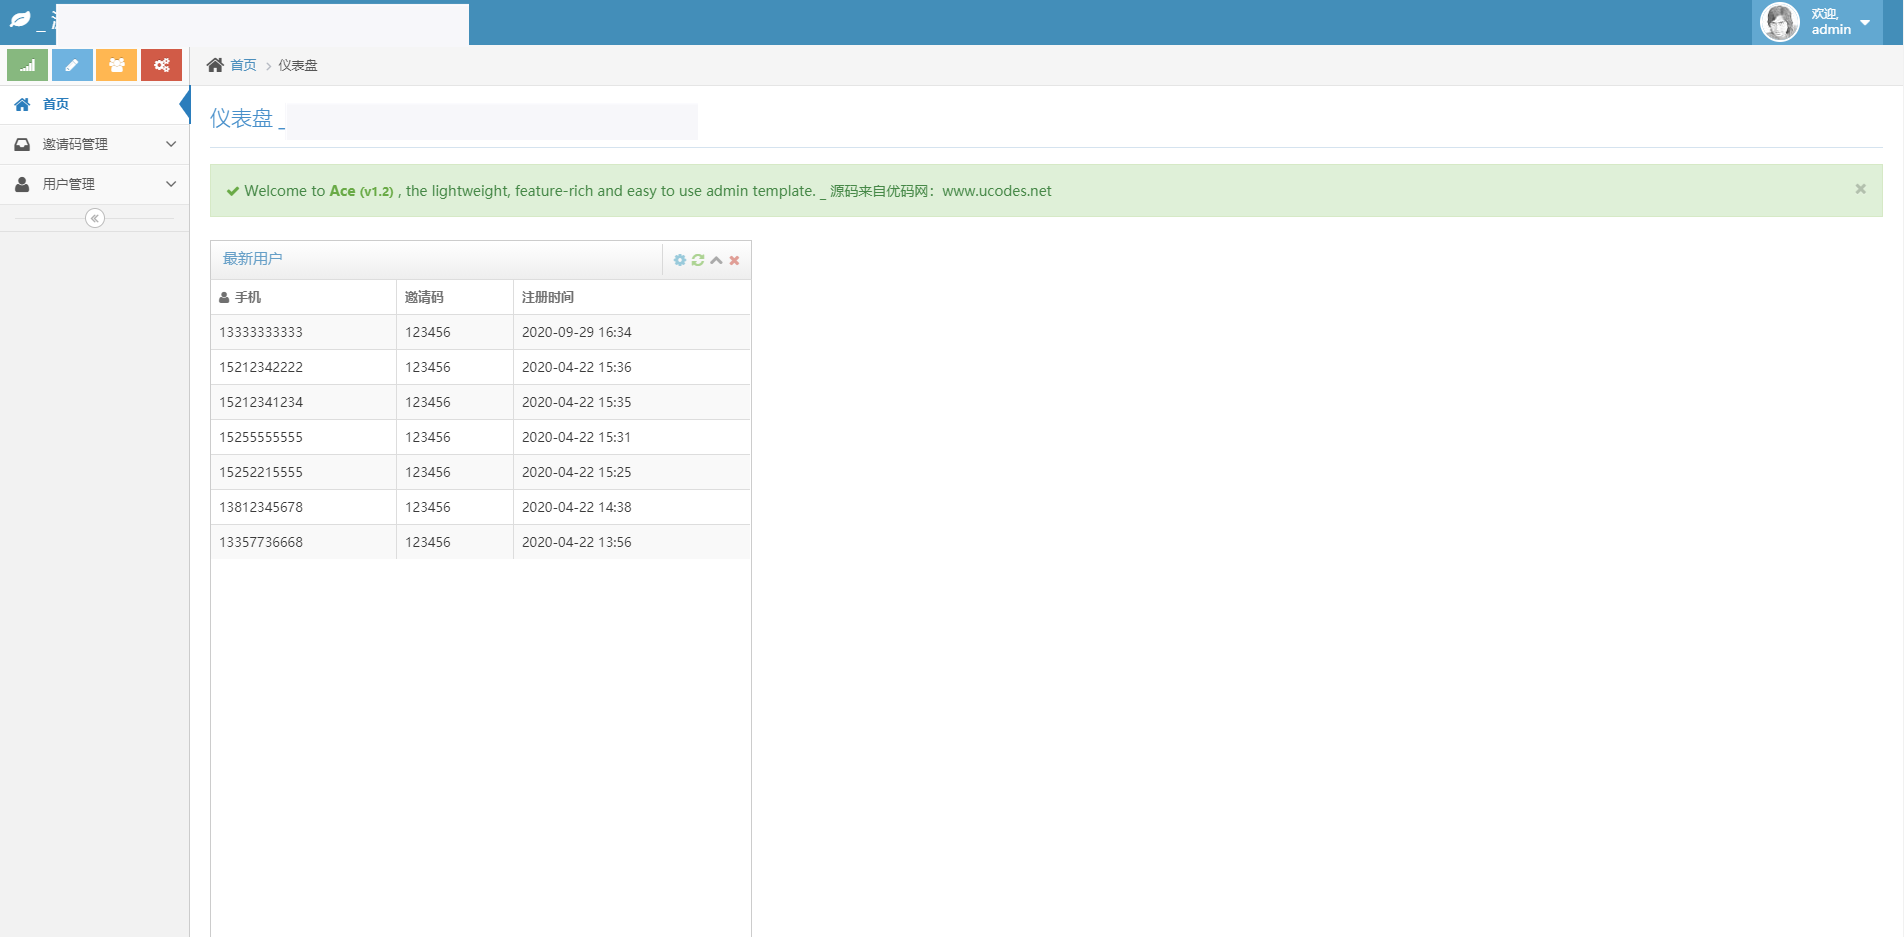 _
欢迎,
admin
首页 > 仪表盘
首页
邀请码管理
用户管理
仪表盘 _
Welcome to Ace (v1.2) , the lightweight, feature-rich and easy to use admin template. _ 源码来自优码网：www.ucodes.net
最新用户
手机 邀请码 注册时间
13333333333 123456 2020-09-29 16:34
15212342222 123456 2020-04-22 15:36
15212341234 123456 2020-04-22 15:35
15255555555 123456 2020-04-22 15:31
15252215555 123456 2020-04-22 15:25
13812345678 123456 2020-04-22 14:38
13357736668 123456 2020-04-22 13:56